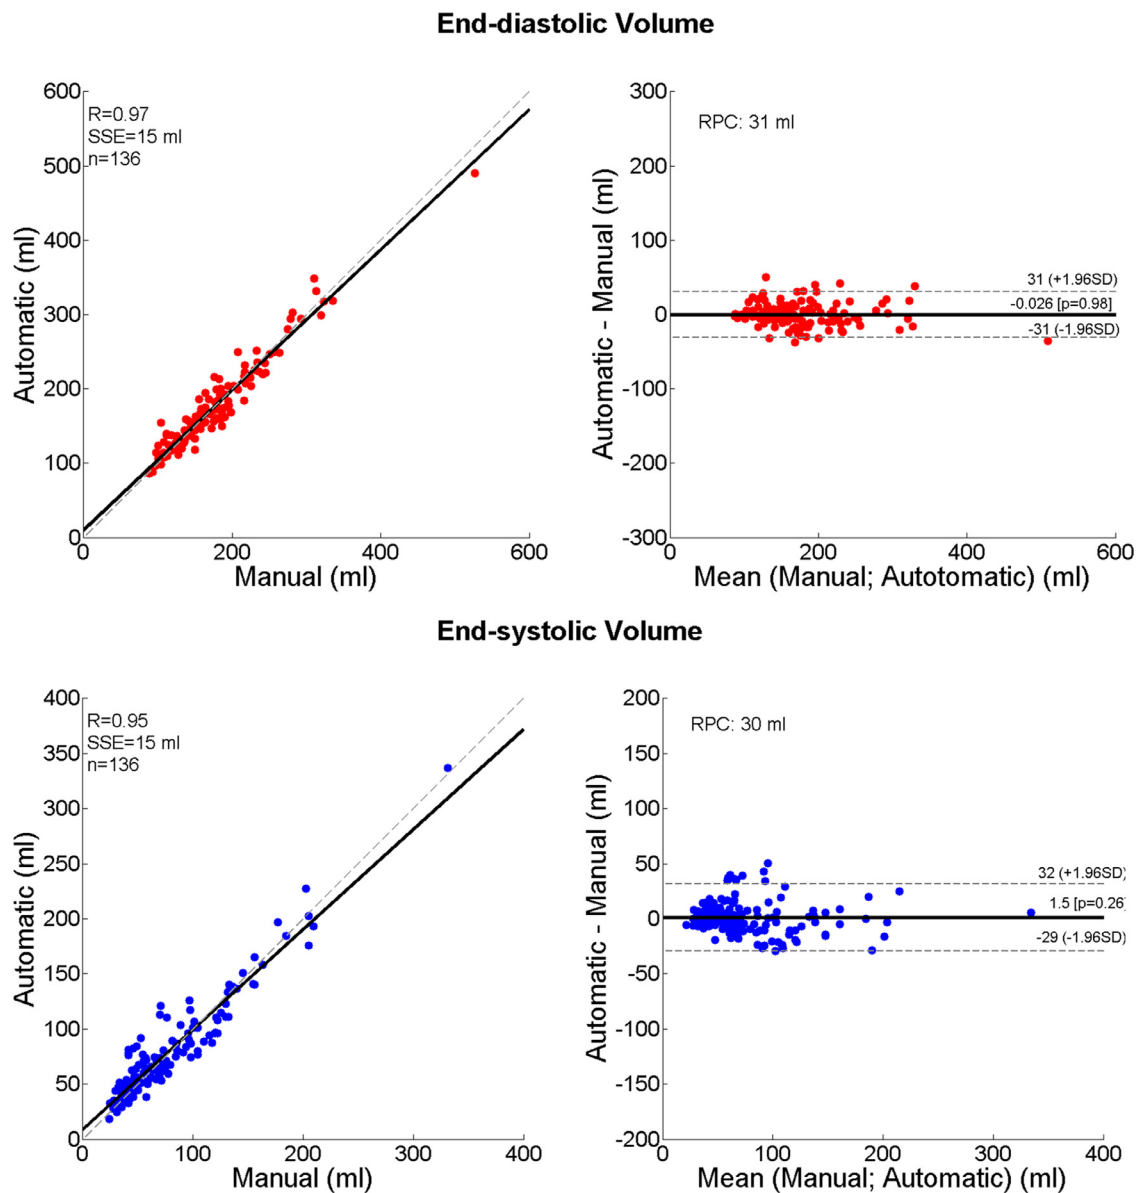 End-diastolic Volume
R=0.97
SSE=15 ml
n=136
600
500
400
300
200
100
0
0 200 400 600
Automatic (ml)
Manual (ml)
RPC: 31 ml
300
200
100
0
-100
-200
-300
0 200 400 600
Automatic - Manual (ml)
Mean (Manual; Autotomatic) (ml)
31 (+1.96SD)
-0.026 [p=0.98]
-31 (-1.96SD)
End-systolic Volume
R=0.95
SSE=15 ml
n=136
400
350
300
250
200
150
100
50
0
0 100 200 300 400
Automatic (ml)
Manual (ml)
RPC: 30 ml
200
150
100
50
0
-50
-100
-150
-200
0 100 200 300 400
Automatic - Manual (ml)
Mean (Manual; Automatic) (ml)
32 (+1.96SD)
1.5 [p=0.26]
-29 (-1.96SD)